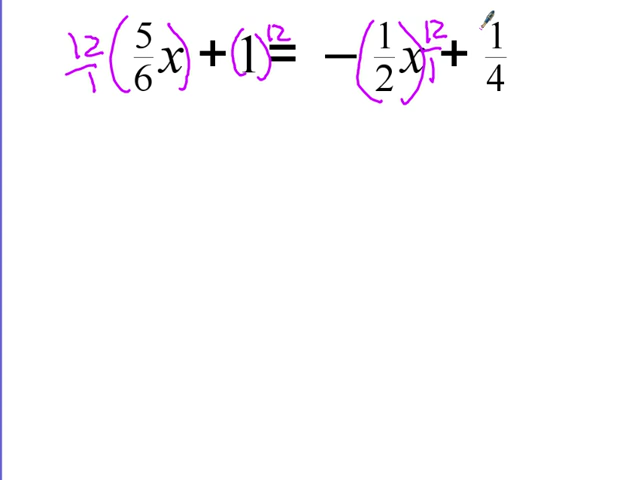 12/1 (5/6 x) + (1)12 = − (1/2 x) 12/1 + 1/4